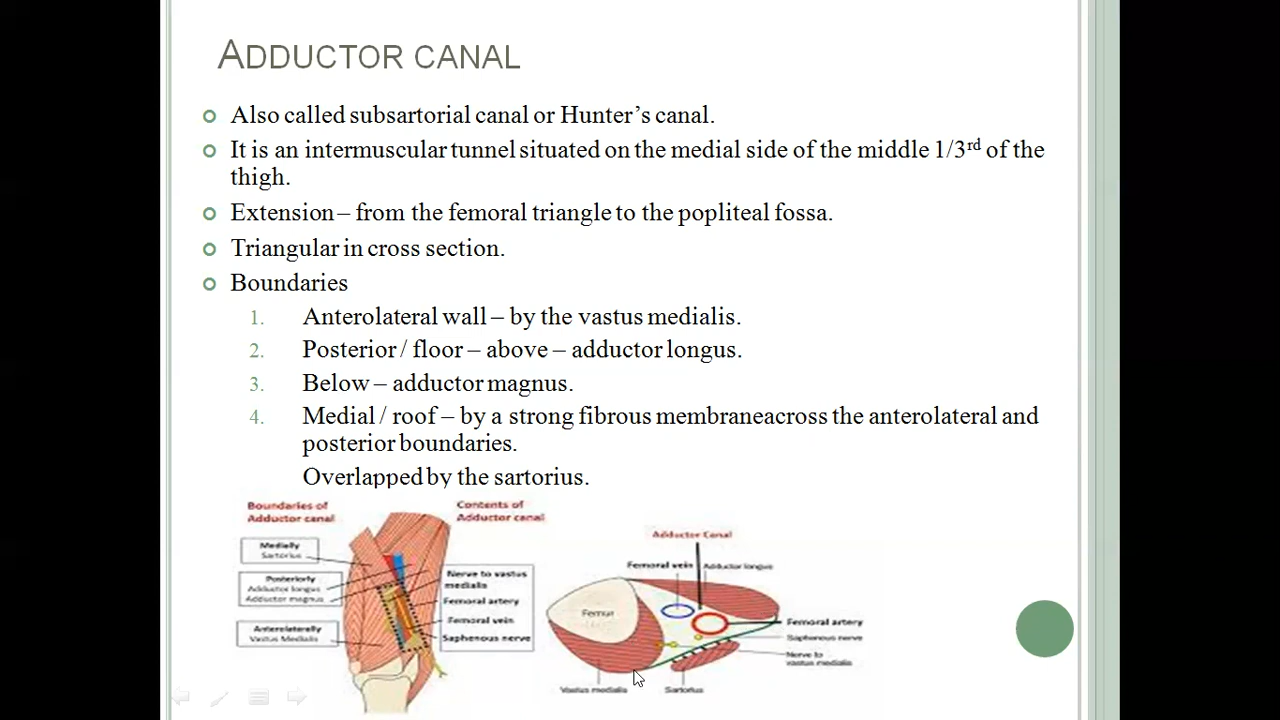 ADDUCTOR CANAL
Also called subsartorial canal or Hunter's canal.
It is an intermuscular tunnel situated on the medial side of the middle 1/3rd of the
thigh.
Extension – from the femoral triangle to the popliteal fossa.
Triangular in cross section.
Boundaries
1. Anterolateral wall – by the vastus medialis.
2. Posterior / floor – above – adductor longus.
3. Below – adductor magnus.
4. Medial / roof – by a strong fibrous membraneacross the anterolateral and
posterior boundaries.
Overlapped by the sartorius.
Boundaries of
Adductor canal
Medially
Sartorius
Posteriorly
Adductor longus
Adductor magnus
Anterolaterally
Vastus Medialis
Contents of
Adductor canal
Nerve to vastus
medialis
Femoral artery
Femoral vein
Saphenous nerve
Adductor Canal
Femoral vein
Adductor longus
Femur
Femoral artery
Saphenous nerve
Nerve to
vastus medialis
Vastus medialis
Sartorius